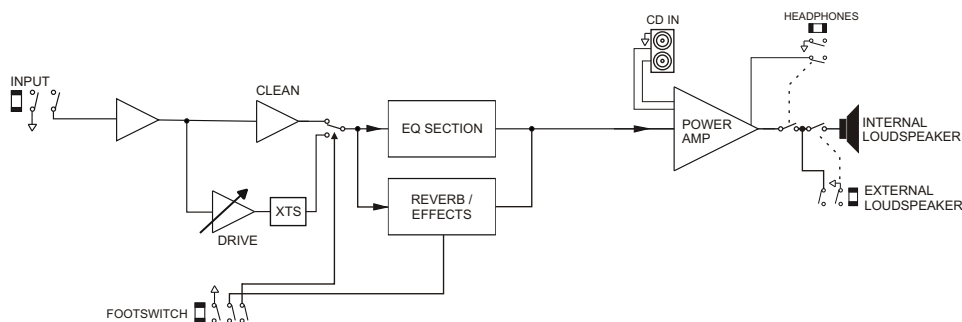 HEADPHONES
CD IN
INPUT
CLEAN
EQ SECTION
POWER
AMP
INTERNAL
LOUDSPEAKER
REVERB /
EFFECTS
EXTERNAL
LOUDSPEAKER
XTS
DRIVE
FOOTSWITCH